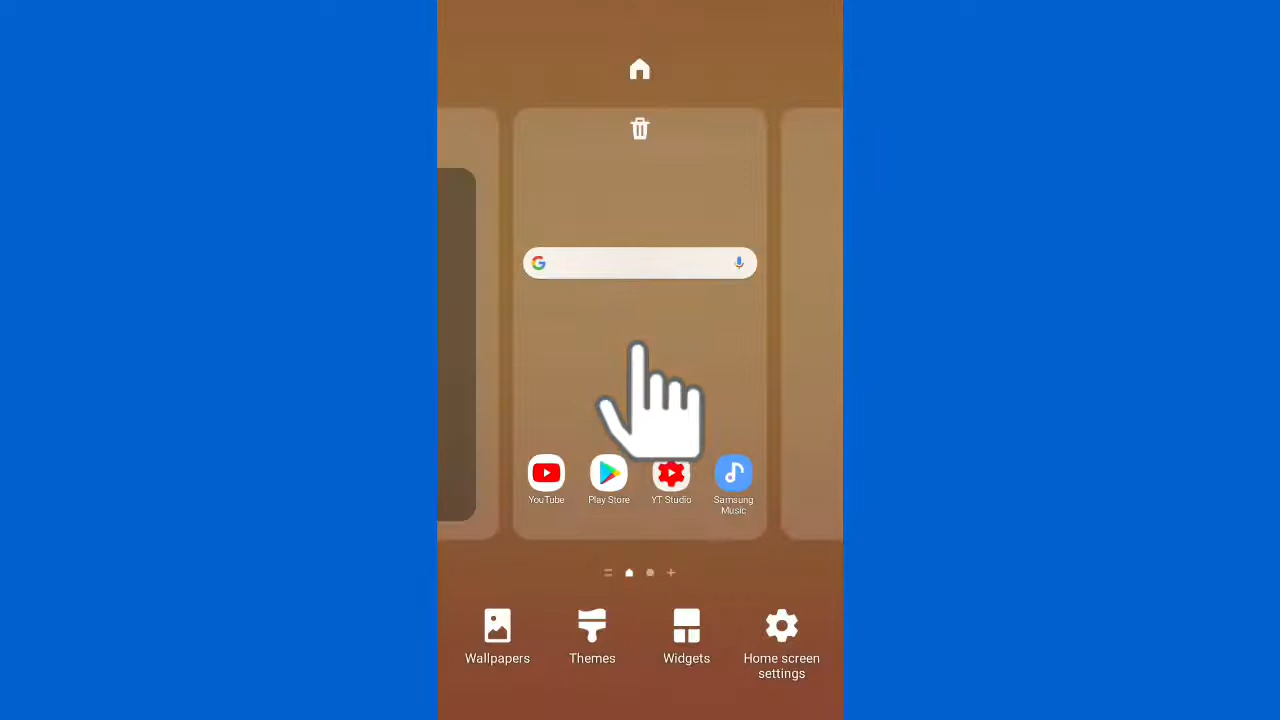 YouTube
Play Store
YT Studio
Samsung
Music
Wallpapers
Themes
Widgets
Home screen
settings